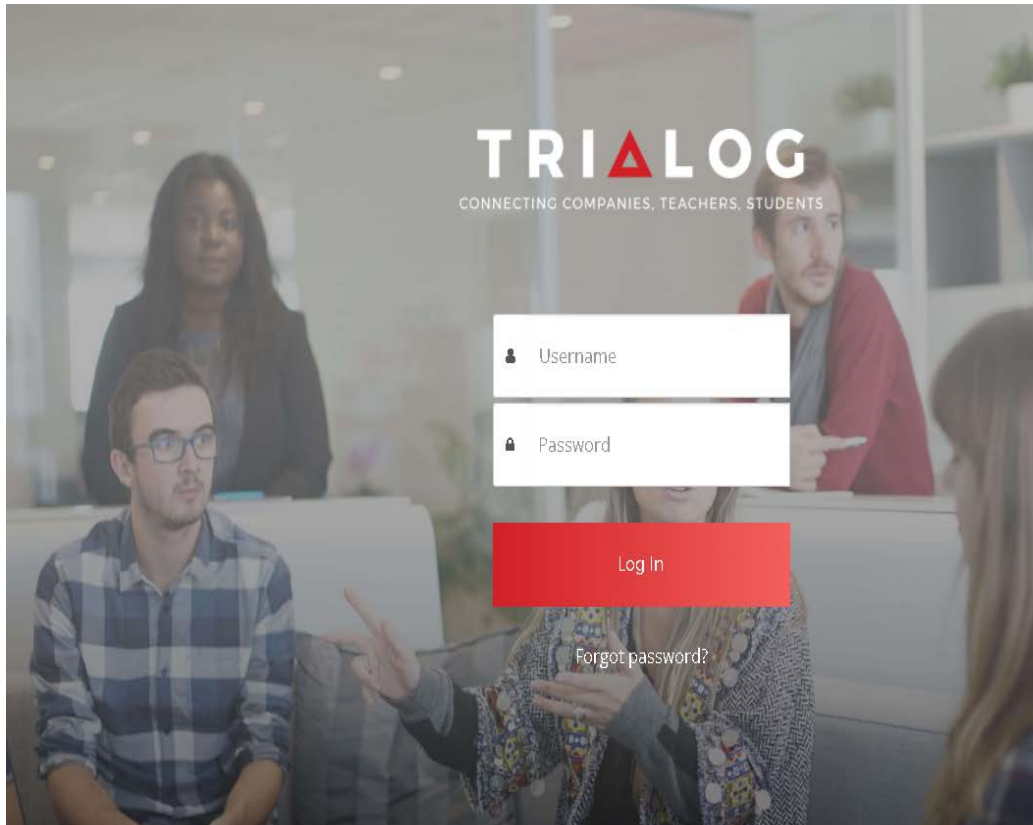 TRIALOG
CONNECTING COMPANIES, TEACHERS, STUDENTS
Username
Password
Log In
Forgot password?